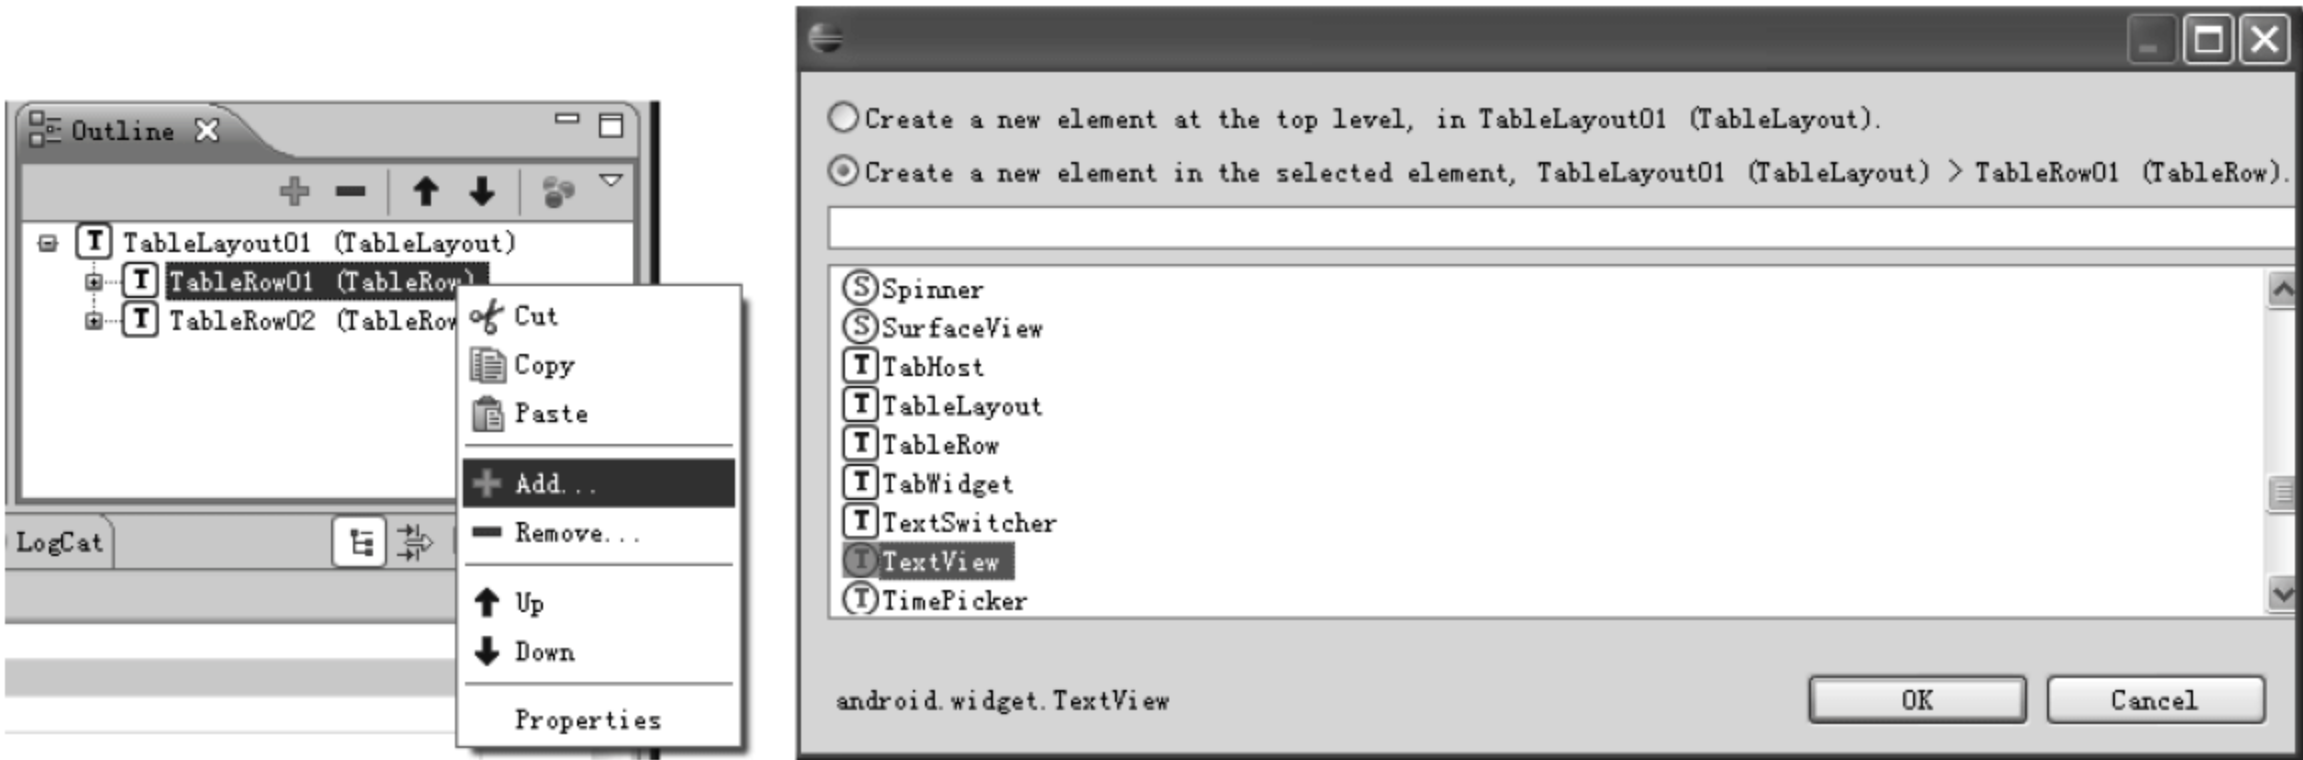 Outline
TableLayout01 (TableLayout)
TableRow01 (TableRow)
TableRow02 (TableRow
Cut
Copy
Paste
Add...
Remove...
Up
Down
Properties
LogCat
Create a new element at the top level, in TableLayout01 (TableLayout).
Create a new element in the selected element, TableLayout01 (TableLayout) > TableRow01 (TableRow).
S Spinner
S SurfaceView
T TabHost
T TableLayout
T TableRow
T TabWidget
T TextSwitcher
T TextView
T TimePicker
android.widget.TextView
OK
Cancel